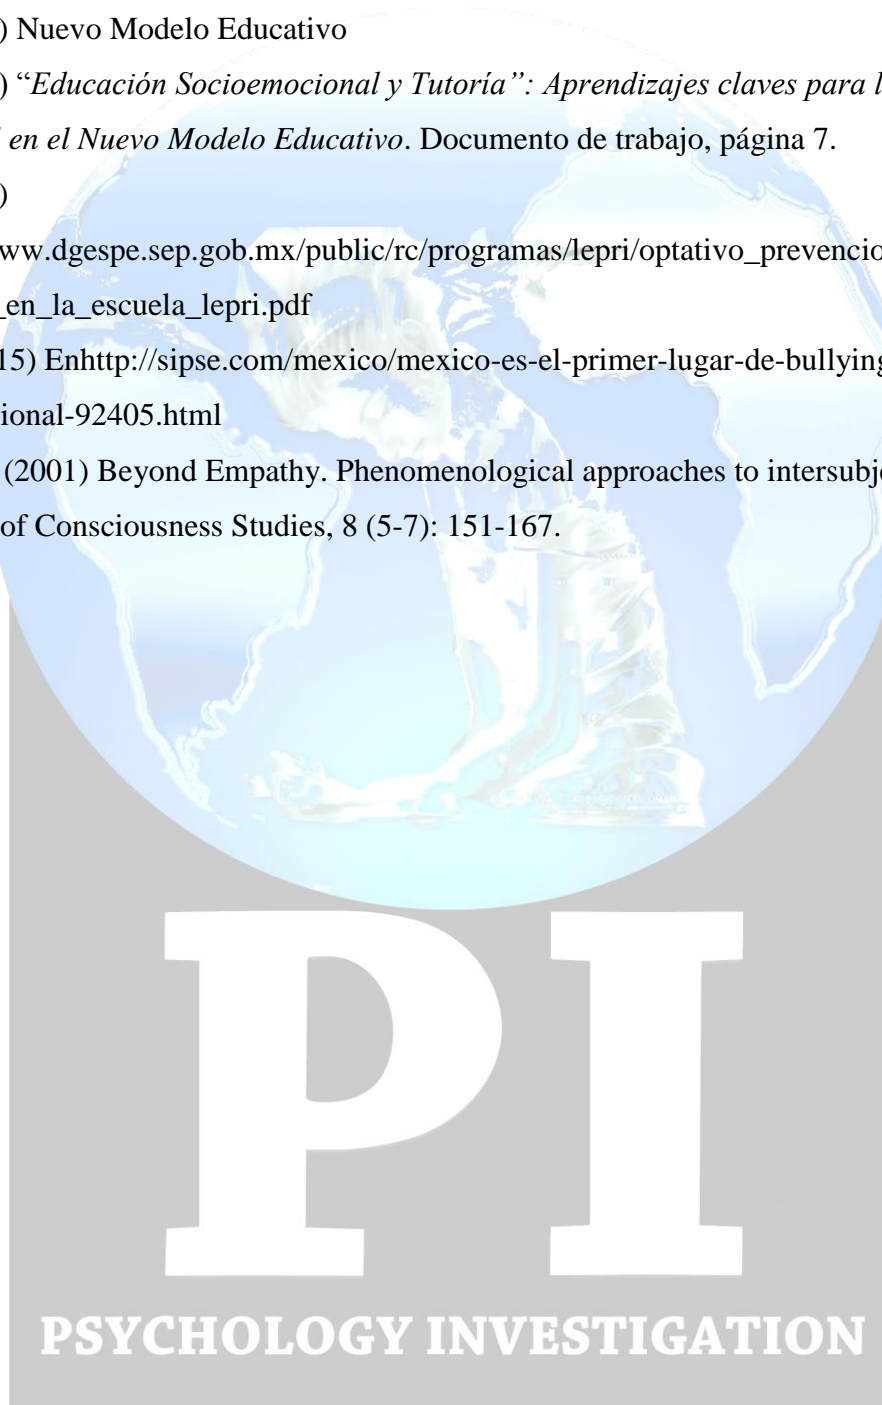 ) Nuevo Modelo Educativo
) “Educación Socioemocional y Tutoría”: Aprendizajes claves para l
en el Nuevo Modelo Educativo. Documento de trabajo, página 7.
)
ww.dgespe.sep.gob.mx/public/rc/programas/lepri/optativo_prevencio
_en_la_escuela_lepri.pdf
15) Enhttp://sipse.com/mexico/mexico-es-el-primer-lugar-de-bullying
ional-92405.html
(2001) Beyond Empathy. Phenomenological approaches to intersubj
of Consciousness Studies, 8 (5-7): 151-167.
PI
PSYCHOLOGY INVESTIGATION